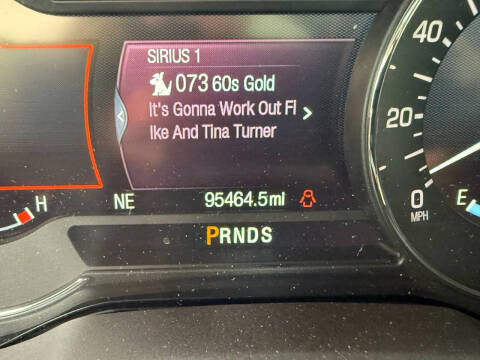 SIRIUS 1
073 60s Gold
It's Gonna Work Out Fi
Ike And Tina Turner
H
NE
95464.5mi
PRNDS
40
20
0
MPH
E